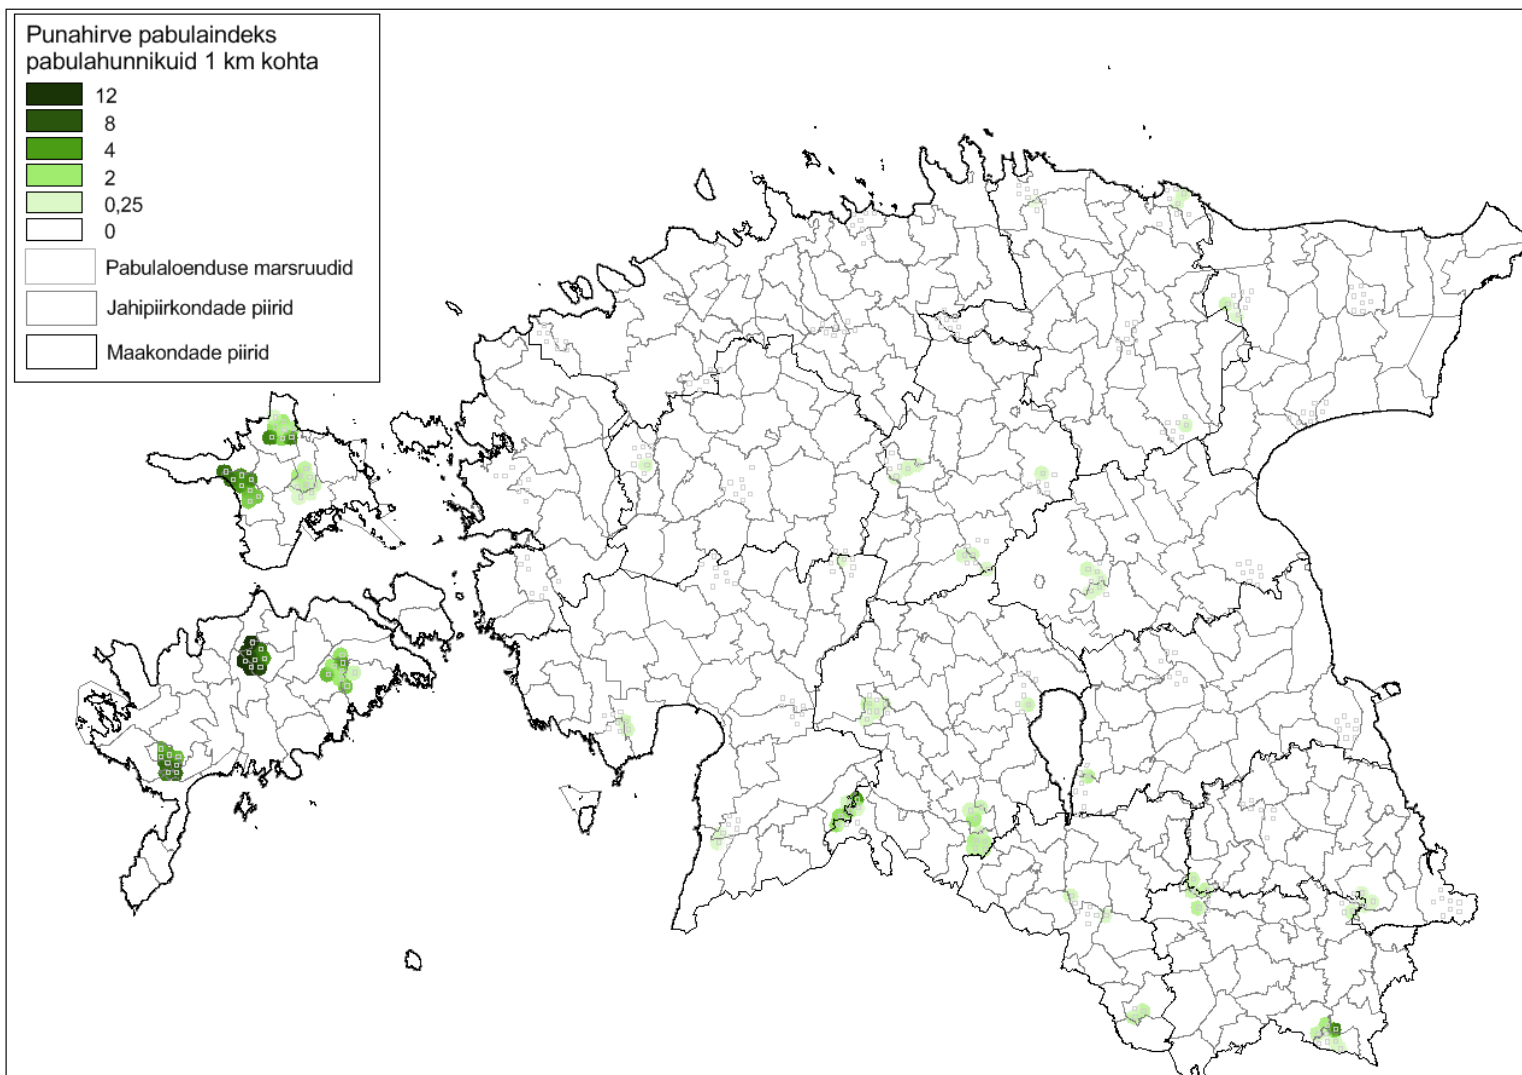 Punahirve pabulaindeks
pabulahunnikuid 1 km kohta
12
8
4
2
0,25
0
Pabulaloenduse marsruudid
Jahipiirkondade piirid
Maakondade piirid